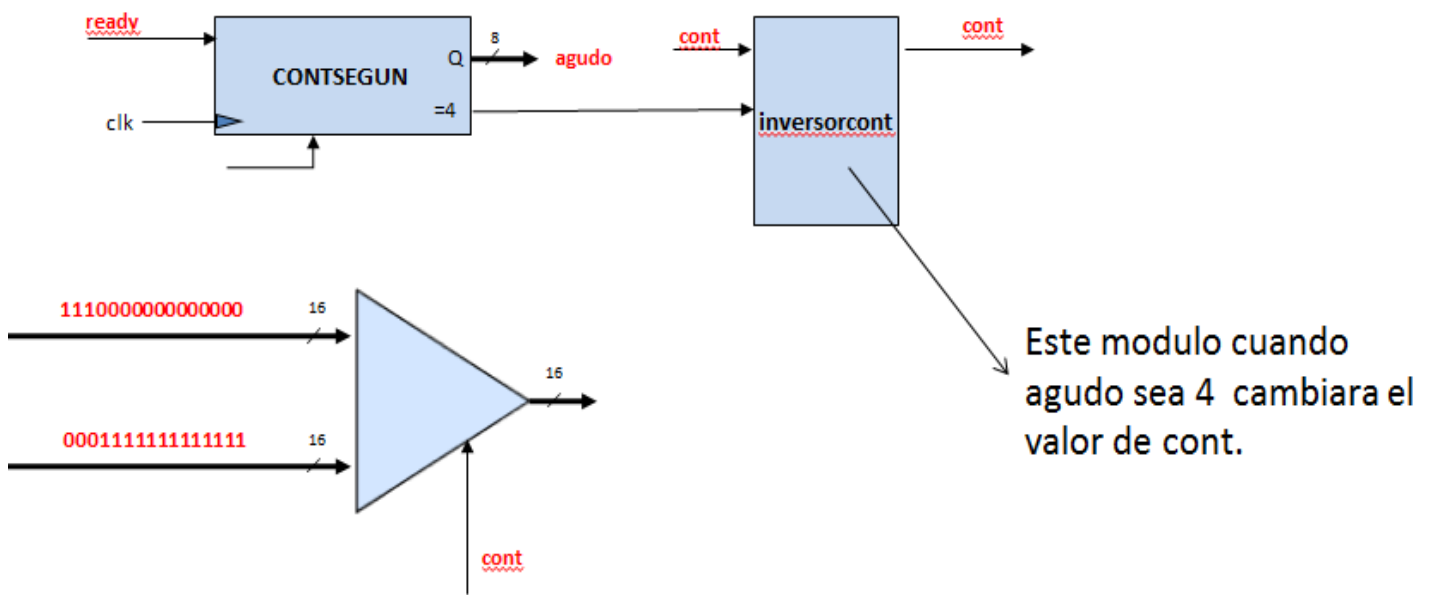 ready
8
Q
agudo
CONTSEGUN
clk
=4
cont
cont
inversorcont
1110000000000000
16
16
0001111111111111
16
cont
Este modulo cuando
agudo sea 4 cambiara el
valor de cont.